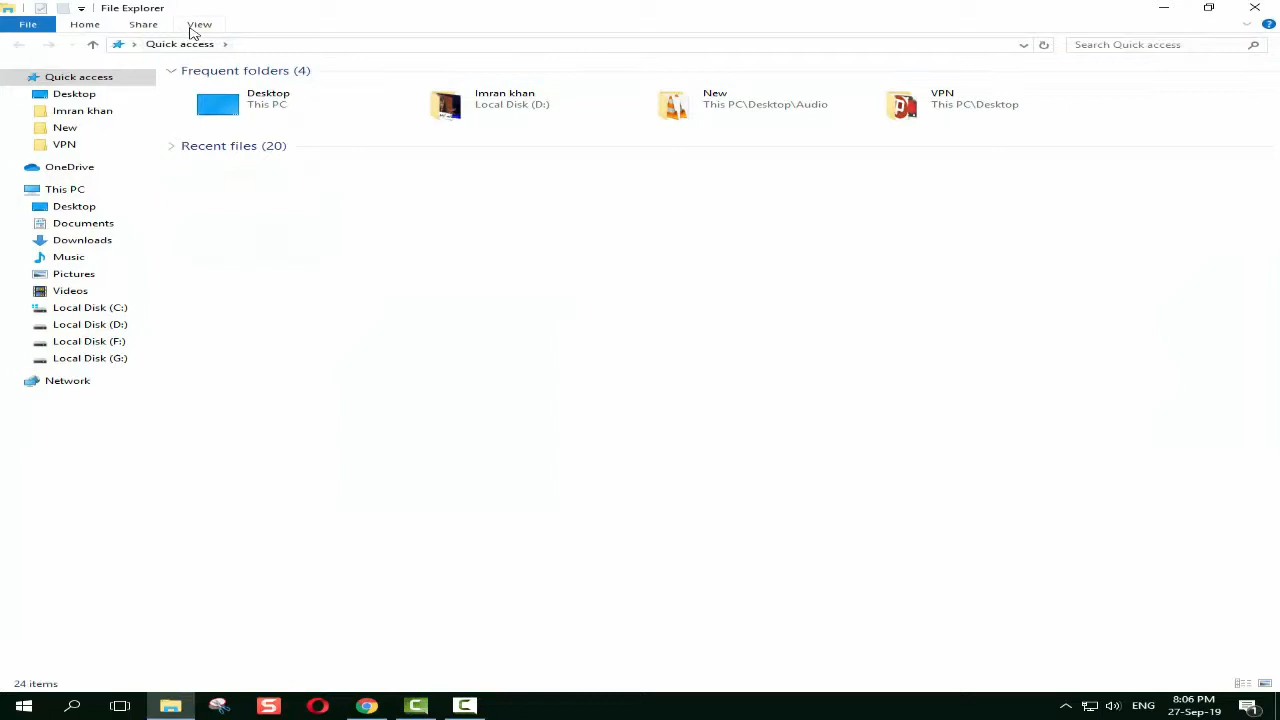 File Explorer
File Home Share View
Quick access
Search Quick access
Quick access
Desktop
Imran khan
New
VPN
OneDrive
This PC
Desktop
Documents
Downloads
Music
Pictures
Videos
Local Disk (C:)
Local Disk (D:)
Local Disk (F:)
Local Disk (G:)
Network
Frequent folders (4)
Desktop
This PC
Imran khan
Local Disk (D:)
New
This PC\Desktop\Audio
VPN
This PC\Desktop
Recent files (20)
24 items
ENG
8:06 PM
27-Sep-19
1